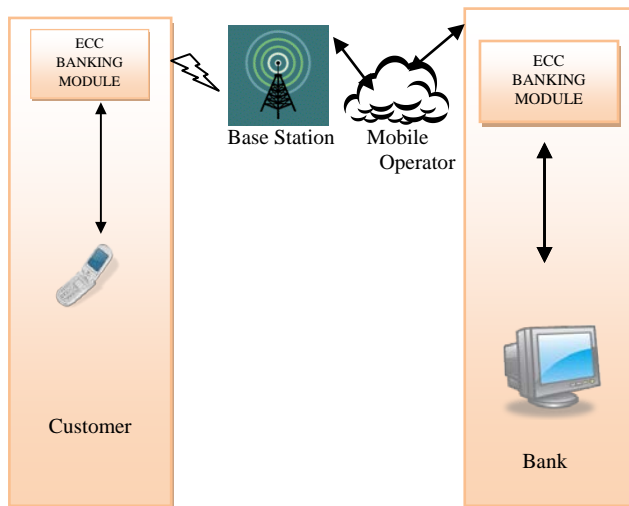 ECC
BANKING
MODULE
Base Station
Mobile
Operator
ECC
BANKING
MODULE
Customer
Bank